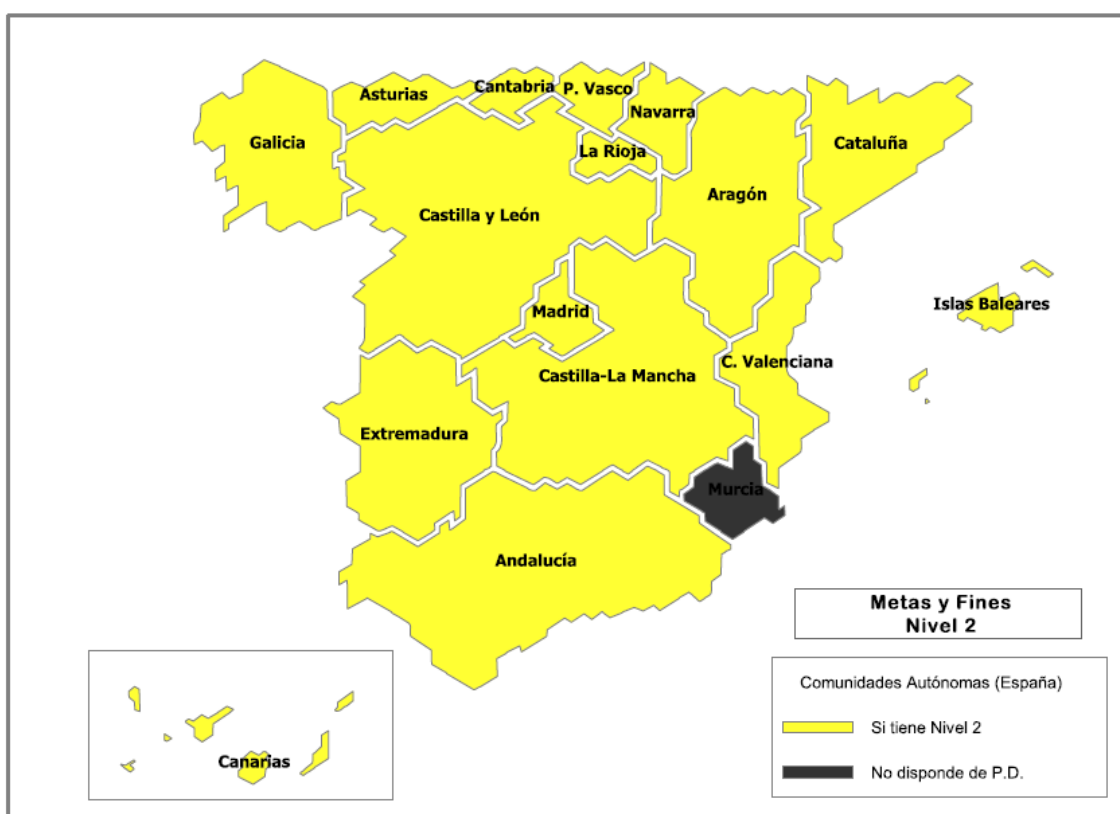 Cantabria
P. Vasco
Asturias
Navarra
Galicia
La Rioja
Cataluña
Aragón
Castilla y León
Islas Baleares
Madrid
C. Valenciana
Castilla-La Mancha
Extremadura
Murcia
Andalucía
Metas y Fines
Nivel 2
Comunidades Autónomas (España)
Si tiene Nivel 2
No disponde de P.D.
Canarias